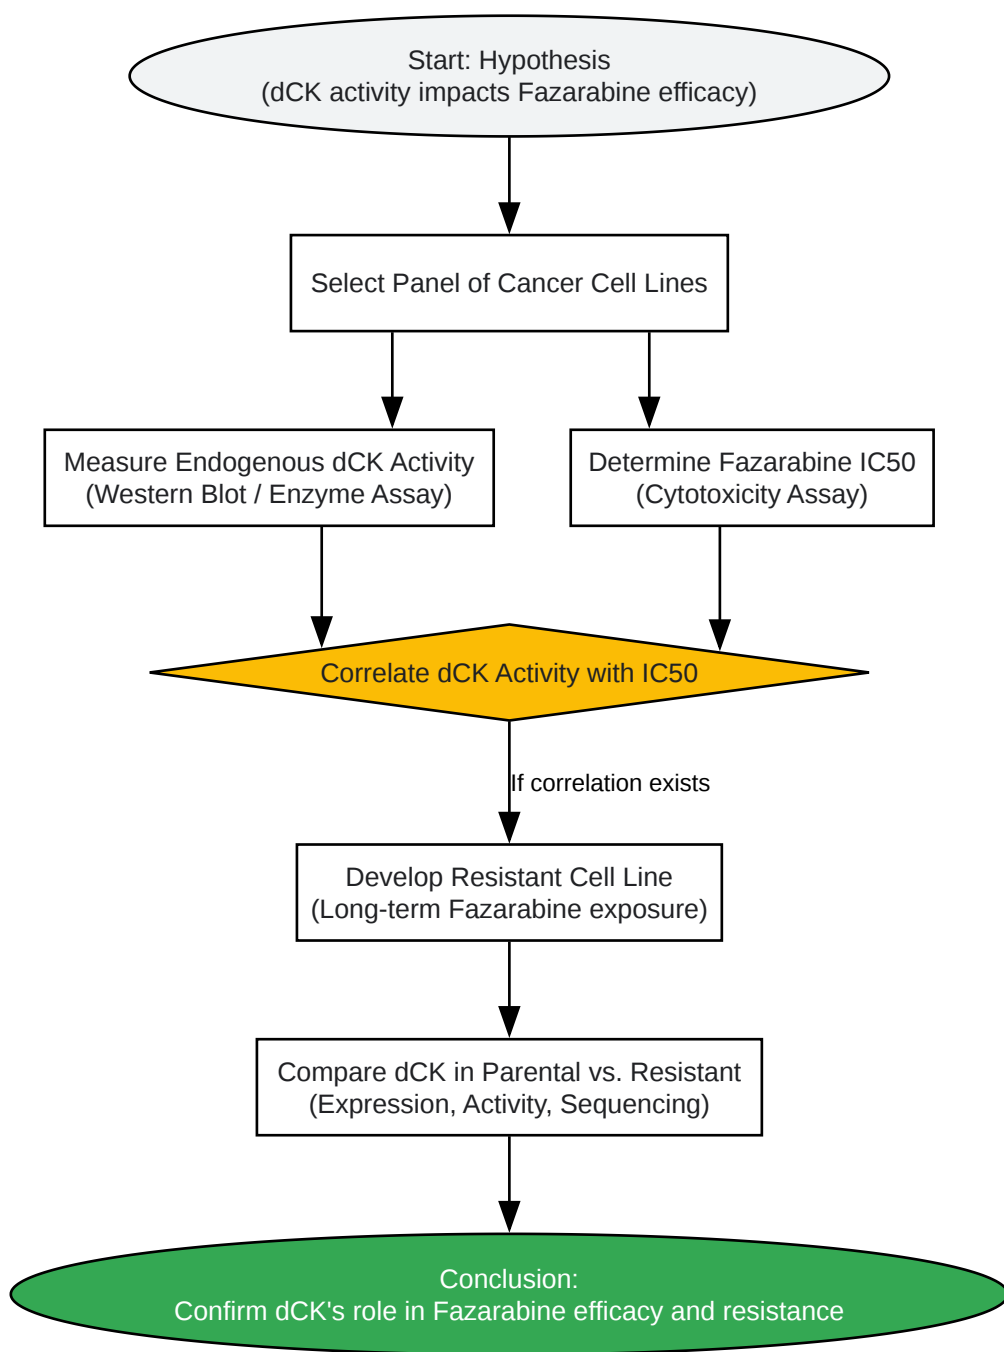 Start: Hypothesis
(dCK activity impacts Fazarabine efficacy)
Select Panel of Cancer Cell Lines
Measure Endogenous dCK Activity
(Western Blot / Enzyme Assay)
Determine Fazarabine IC50
(Cytotoxicity Assay)
Correlate dCK Activity with IC50
If correlation exists
Develop Resistant Cell Line
(Long-term Fazarabine exposure)
Compare dCK in Parental vs. Resistant
(Expression, Activity, Sequencing)
Conclusion:
Confirm dCK's role in Fazarabine efficacy and resistance